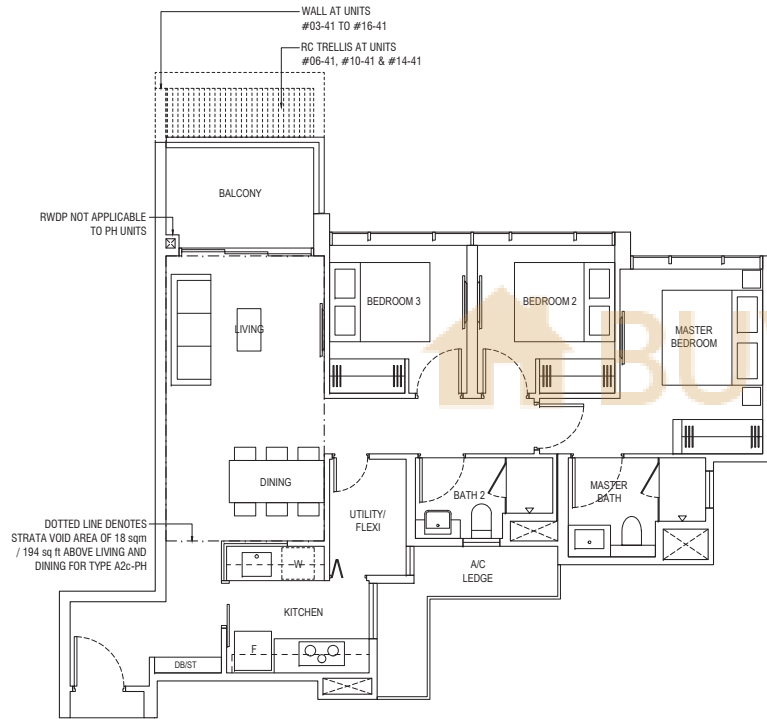 WALL AT UNITS
#03-41 TO #16-41
RC TRELLIS AT UNITS
#06-41, #10-41 & #14-41
BALCONY
RWDP NOT APPLICABLE
TO PH UNITS
LIVING
BEDROOM 3
BEDROOM 2
MASTER
BEDROOM
BU
DINING
UTILITY/
FLEXI
BATH 2
MASTER
BATH
DOTTED LINE DENOTES
STRATA VOID AREA OF 18 sqm
/ 194 sq ft ABOVE LIVING AND
DINING FOR TYPE A2c-PH
W
A/C
LEDGE
KITCHEN
F
DB/ST